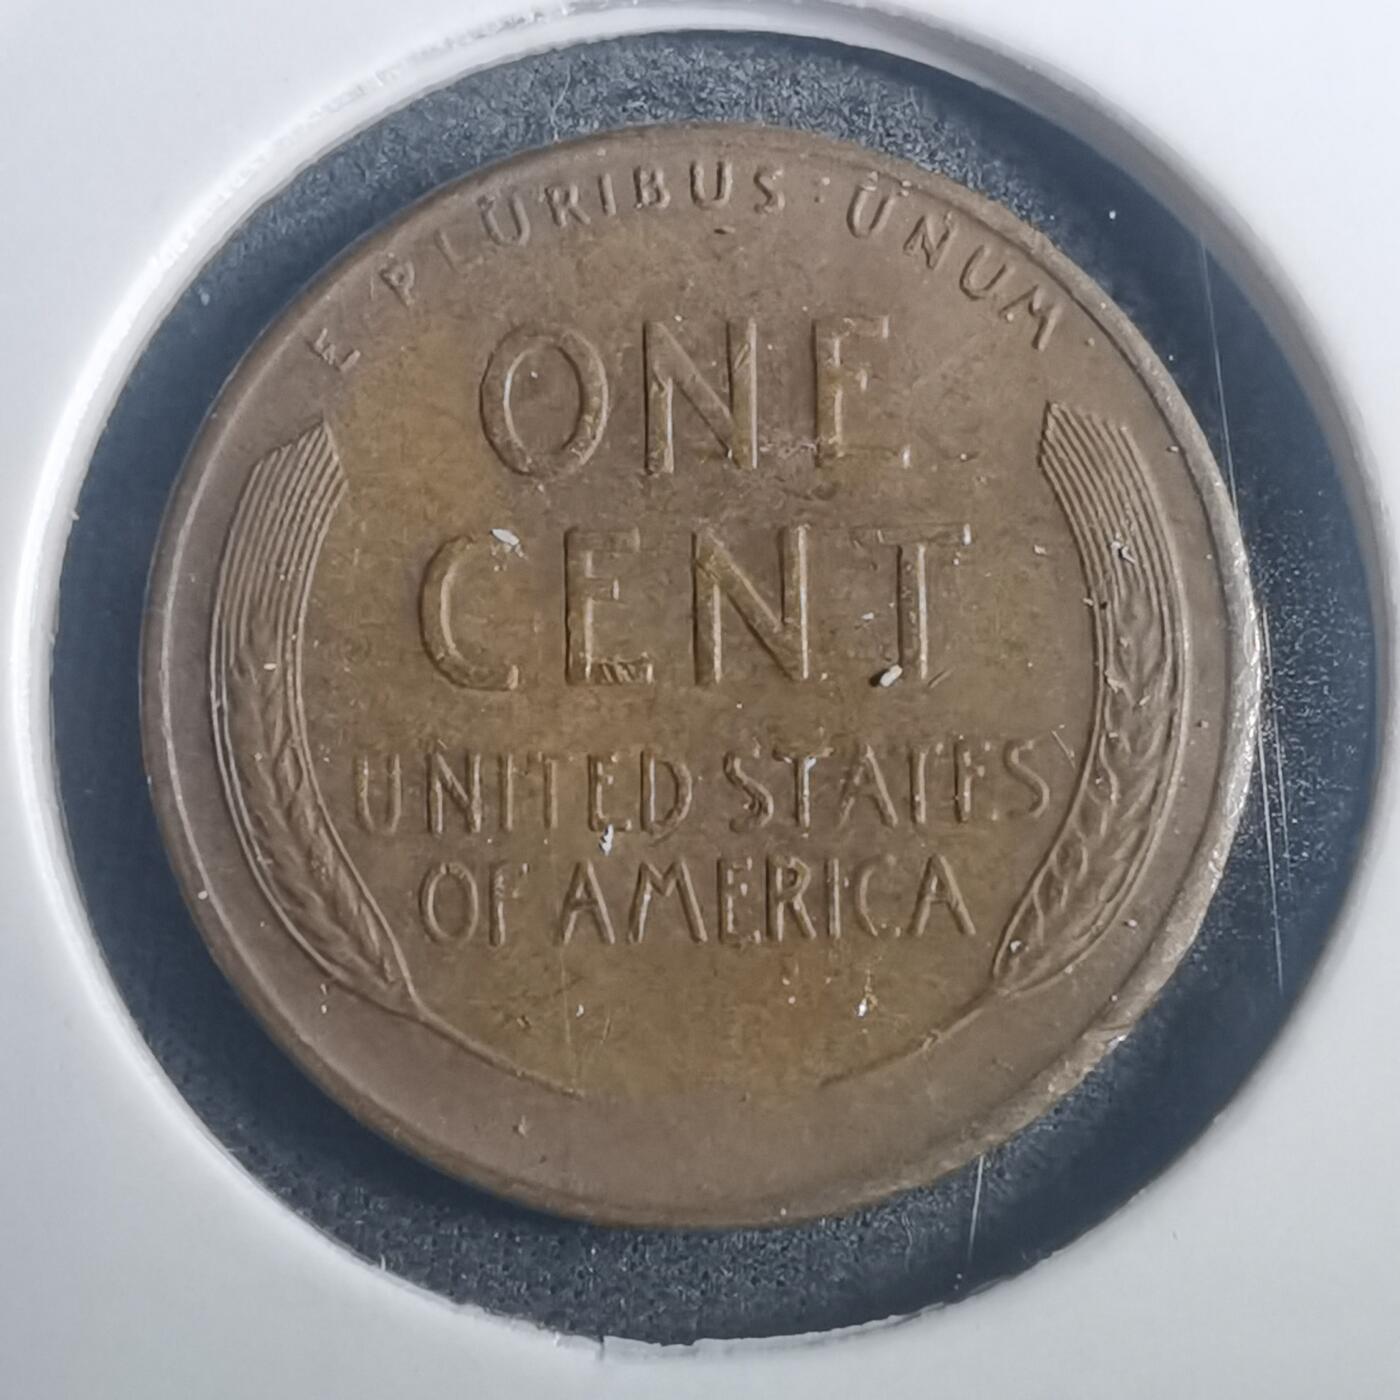 E PLURIBUS · UNUM
ONE
CENT
UNITED STATES
OF AMERICA